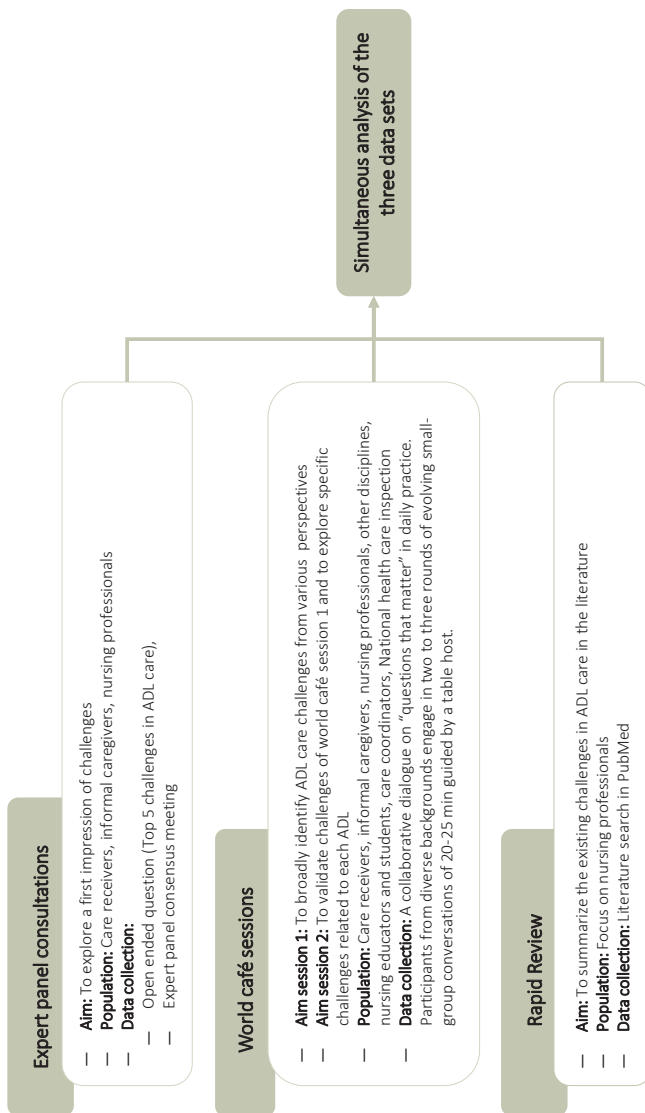 Expert panel consultations
— Aim: To explore a first impression of challenges
— Population: Care receivers, informal caregivers, nursing professionals
— Data collection:
— Open ended question (Top 5 challenges in ADL care),
— Expert panel consensus meeting
World café sessions
— Aim session 1: To broadly identify ADL care challenges from various perspectives
— Aim session 2: To validate challenges of world café session 1 and to explore specific
challenges related to each ADL
— Population: Care receivers, informal caregivers, nursing professionals, other disciplines,
nursing educators and students, care coordinators, National health care inspection
— Data collection: A collaborative dialogue on “questions that matter” in daily practice.
Participants from diverse backgrounds engage in two to three rounds of evolving small-
group conversations of 20-25 min guided by a table host.
Rapid Review
— Aim: To summarize the existing challenges in ADL care in the literature
— Population: Focus on nursing professionals
— Data collection: Literature search in PubMed
Simultaneous analysis of the
three data sets